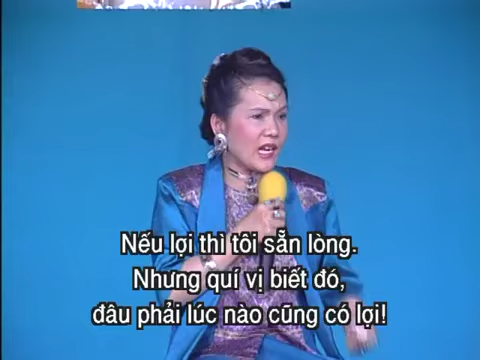 Nếu lợi thì tôi sẵn lòng.
Nhưng quí vị biết đó,
đâu phải lúc nào cũng có lợi!